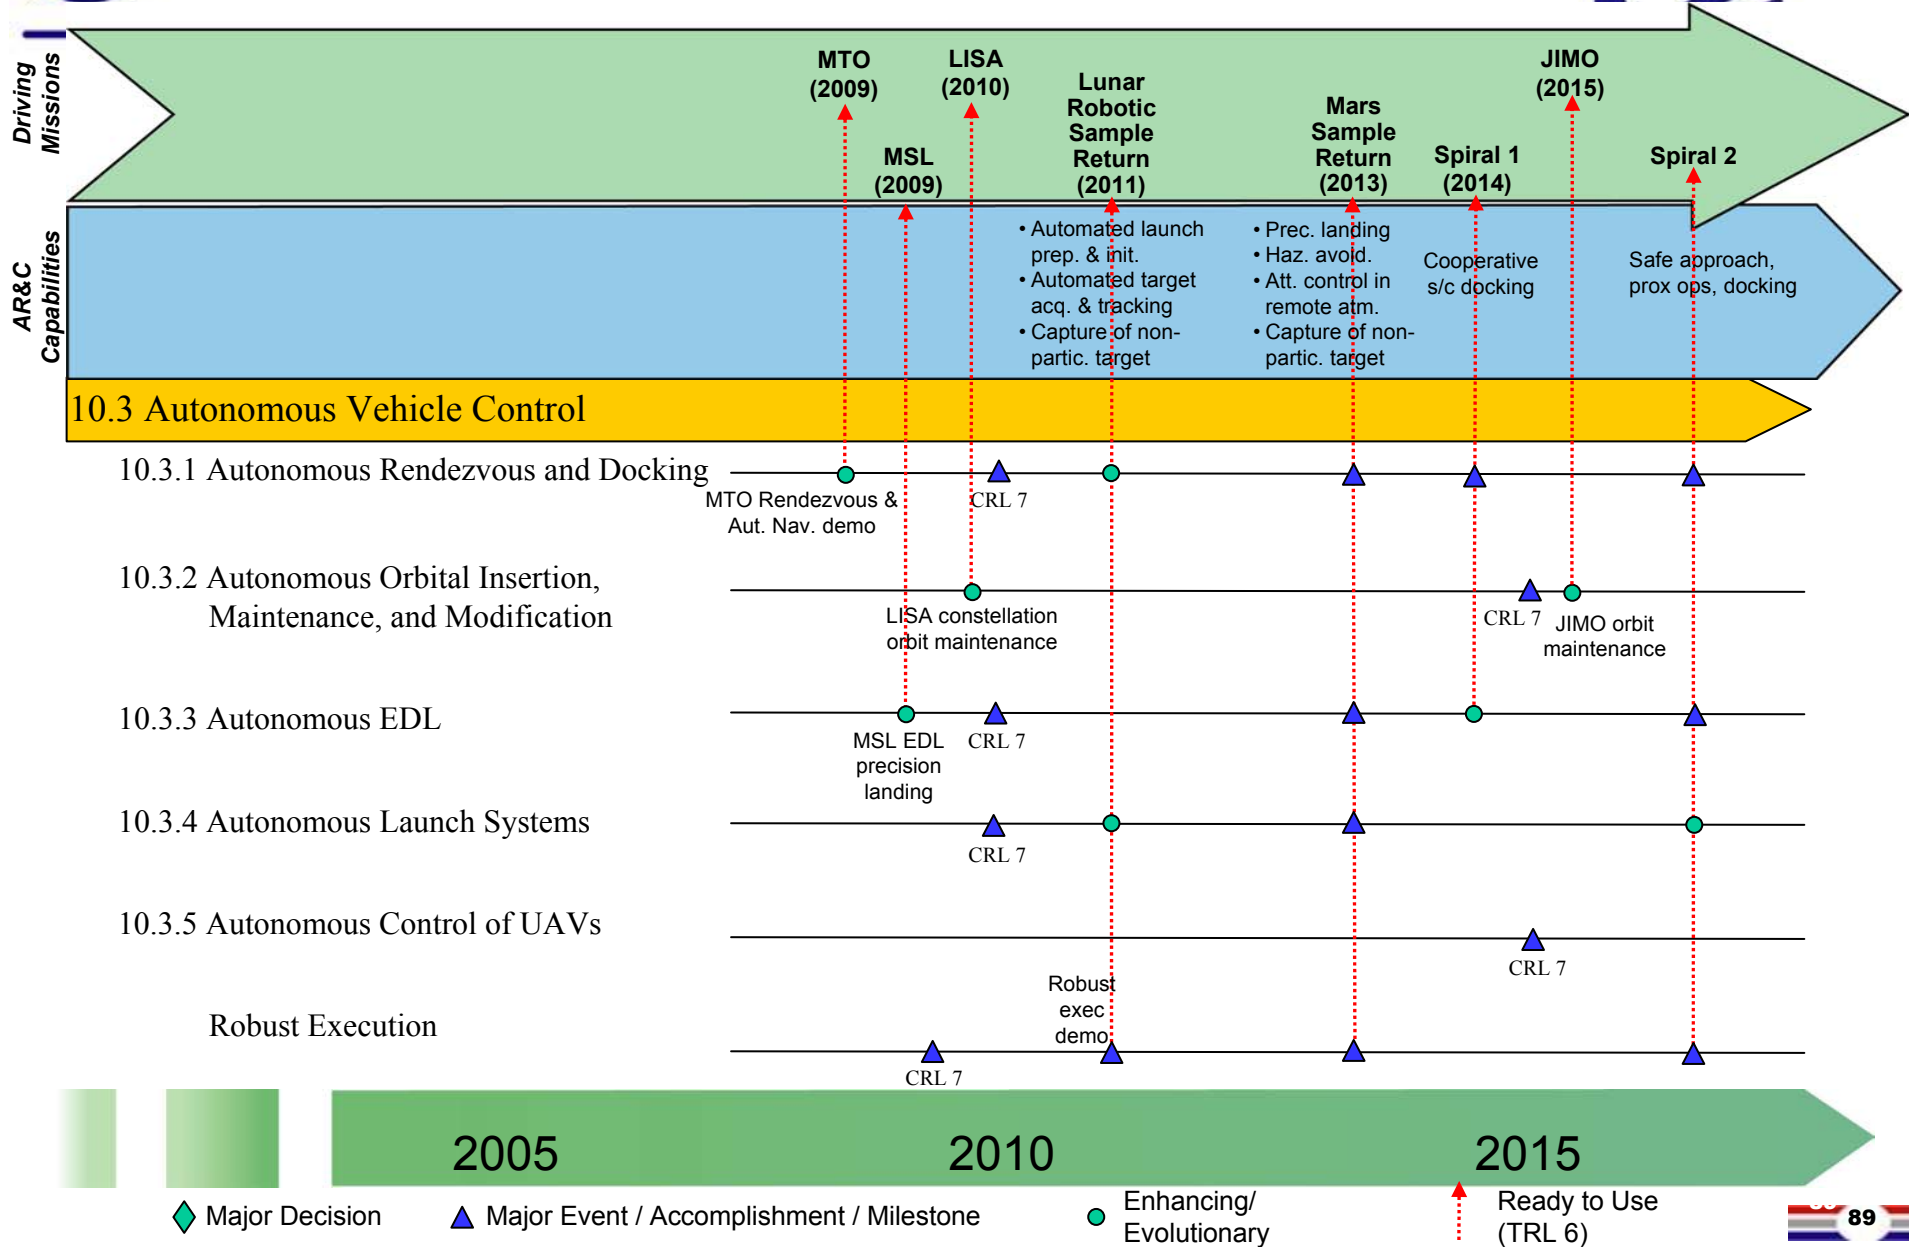 Driving
Missions
MTO
(2009)
LISA
(2010)
JIMO
(2015)
MSL
(2009)
Lunar
Robotic
Sample
Return
(2011)
Mars
Sample
Return
(2013)
Spiral 1
(2014)
Spiral 2
AR&C
Capabilities
• Automated launch
prep. & init.
• Automated target
acq. & tracking
• Capture of non-
partic. target
• Prec. landing
• Haz. avoid.
• Att. control in
remote atm.
• Capture of non-
partic. target
Cooperative
s/c docking
Safe approach,
prox ops, docking
10.3 Autonomous Vehicle Control
10.3.1 Autonomous Rendezvous and Docking
MTO Rendezvous &
Aut. Nav. demo
CRL 7
10.3.2 Autonomous Orbital Insertion,
Maintenance, and Modification
LISA constellation
orbit maintenance
CRL 7
JIMO orbit
maintenance
10.3.3 Autonomous EDL
MSL EDL
precision
landing
CRL 7
10.3.4 Autonomous Launch Systems
CRL 7
10.3.5 Autonomous Control of UAVs
CRL 7
Robust Execution
Robust
exec
demo
CRL 7
2005
2010
2015
Major Decision
Major Event / Accomplishment / Milestone
Enhancing/
Evolutionary
Ready to Use
(TRL 6)
89